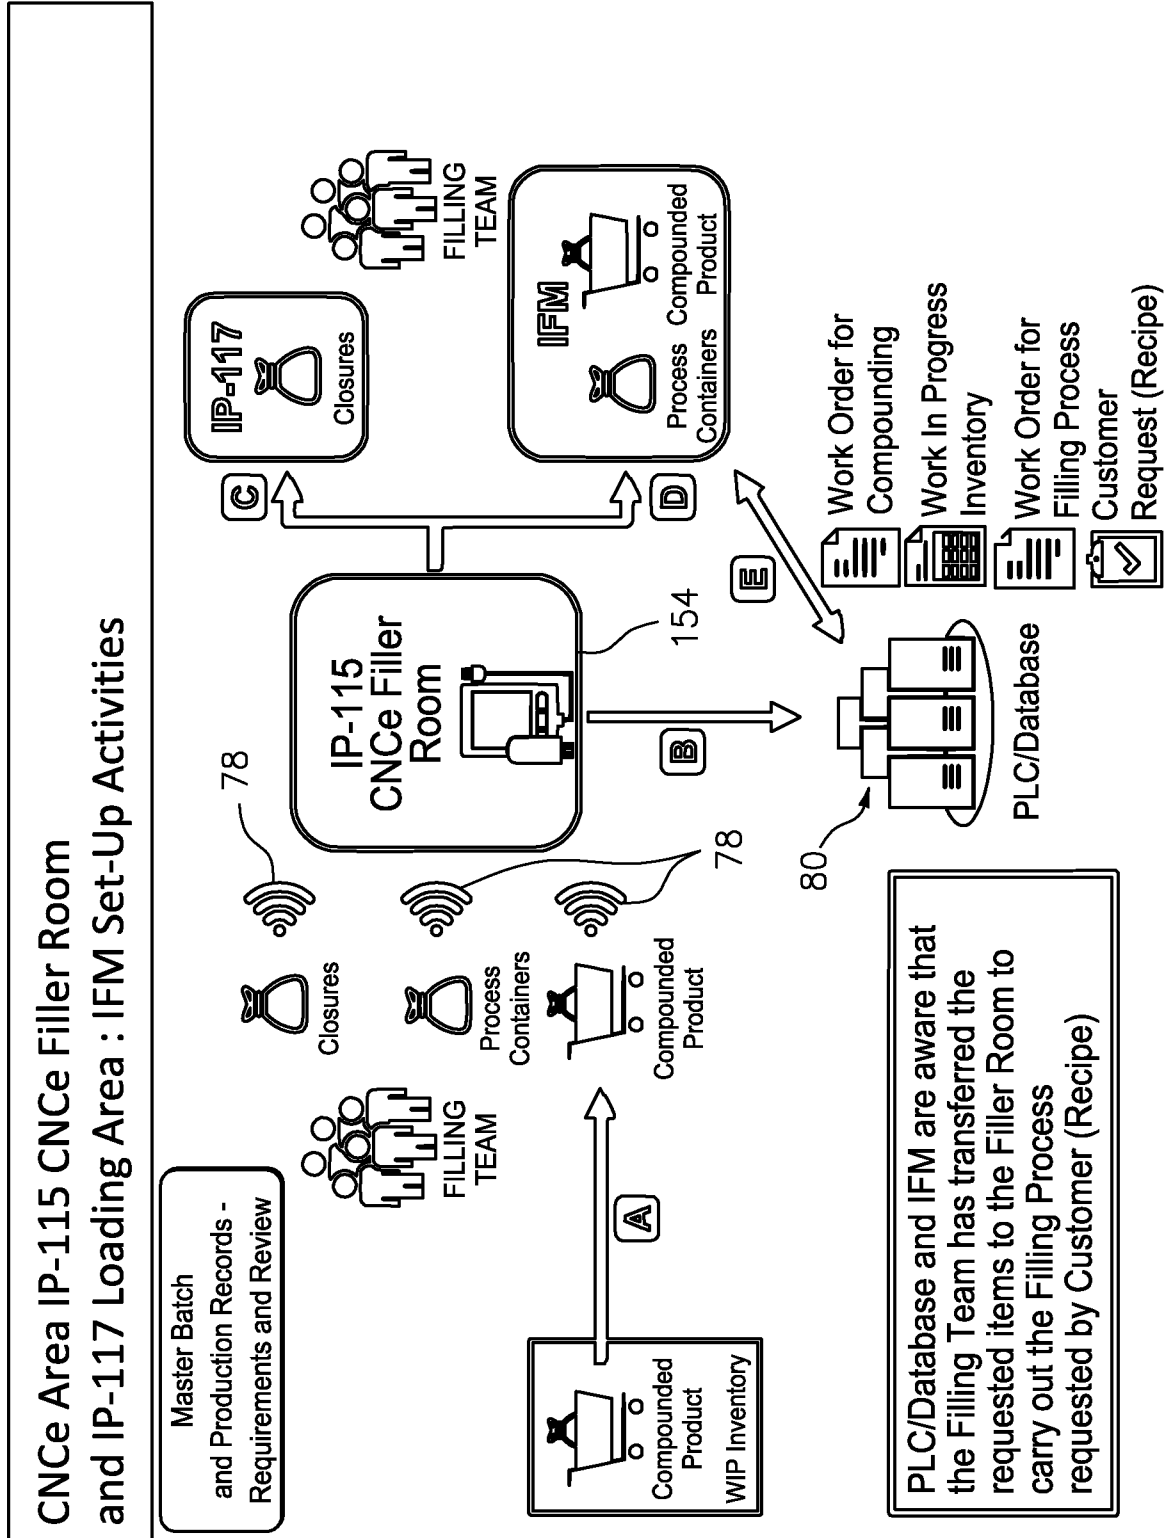 CNCe Area IP-115 CNCe Filler Room
and IP-117 Loading Area : IFM Set-Up Activities
Master Batch
and Production Records -
Requirements and Review
FILLING
TEAM
Closures
78
Process
Containers
Compounded
Product
78
Compounded
Product
WIP Inventory
A
IP-115
CNCe Filler
Room
154
B
C
IP-117
Closures
FILLING
TEAM
D
IFM
Process
Containers
Compounded
Product
E
80
PLC/Database
Work Order for
Compounding
Work In Progress
Inventory
Work Order for
Filling Process
Customer
Request (Recipe)
PLC/Database and IFM are aware that
the Filling Team has transferred the
requested items to the Filler Room to
carry out the Filling Process
requested by Customer (Recipe)